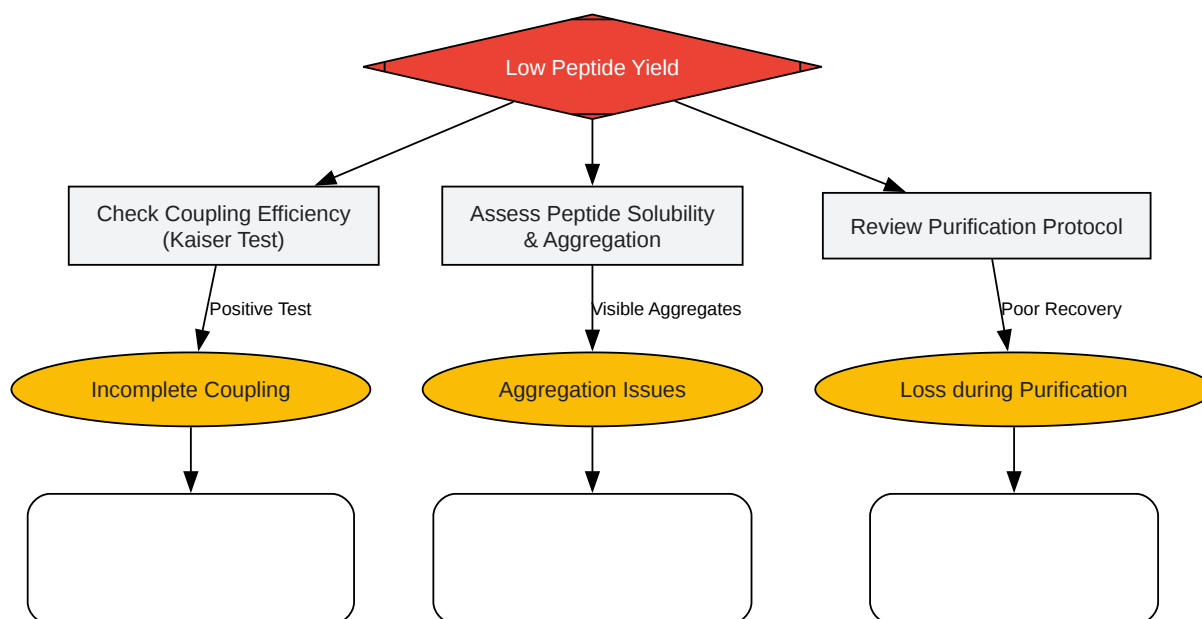 Low Peptide Yield
Check Coupling Efficiency
(Kaiser Test)
Assess Peptide Solubility
& Aggregation
Review Purification Protocol
Positive Test
Visible Aggregates
Poor Recovery
Incomplete Coupling
Aggregation Issues
Loss during Purification